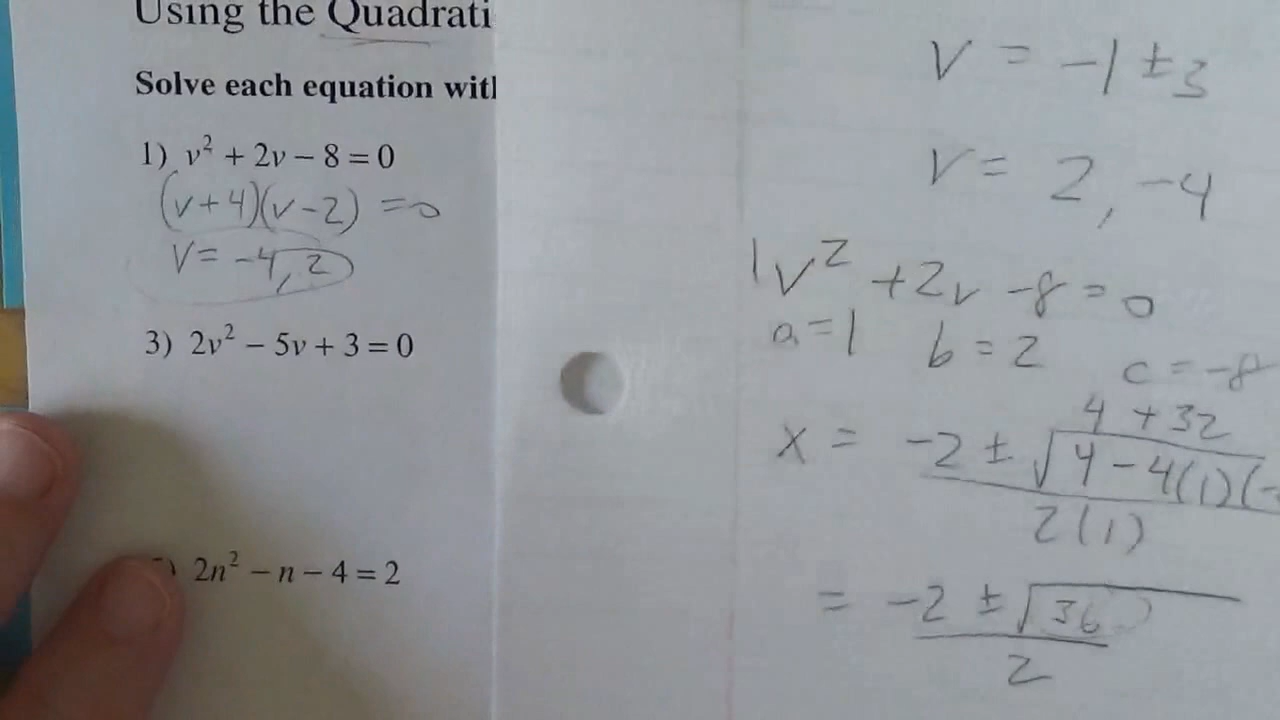 Using the Quadrati
Solve each equation with
1) v² + 2v − 8 = 0
(v+4)(v−2) = 0
V = −4, 2
3) 2v² − 5v + 3 = 0
5) 2n² − n − 4 = 2
V = −1 ± 3
V = 2, −4
1v² + 2v − 8 = 0
a = 1 b = 2 c = −8
4 + 32
x = −2 ± √4 − 4(1)(−
2(1)
= −2 ± √36
2